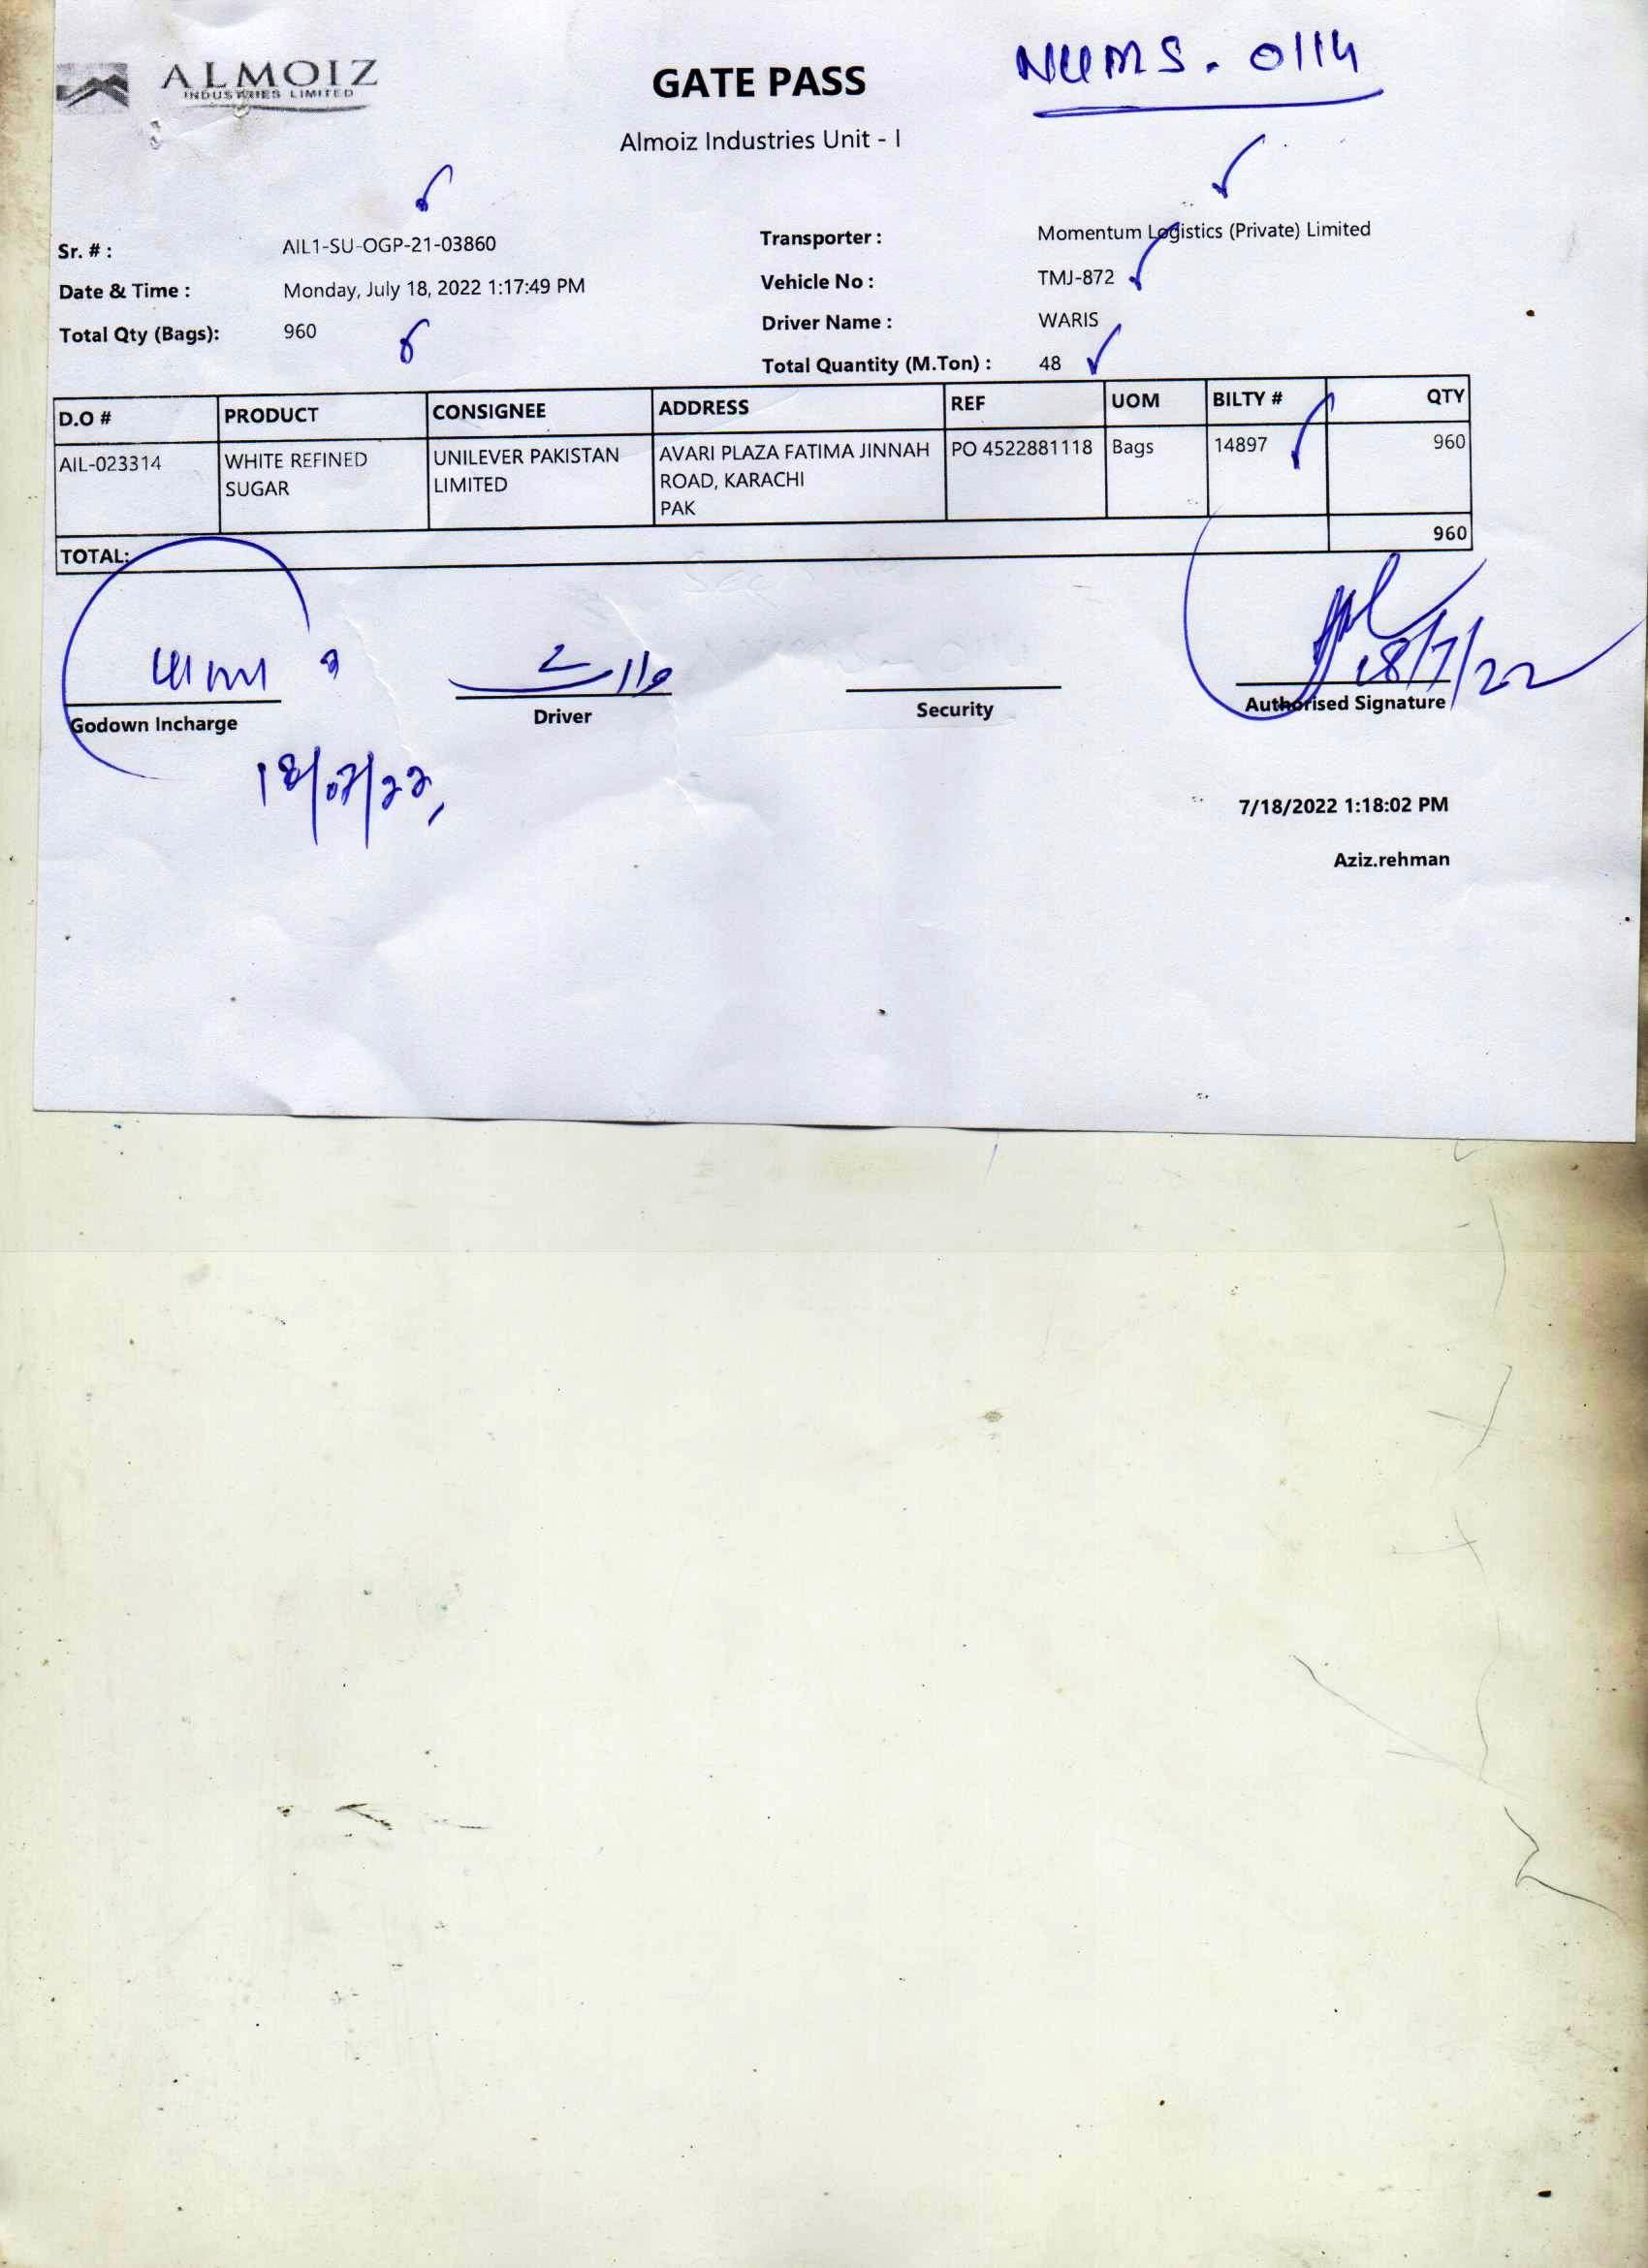 ALMOIZ
INDUSTRIES LIMITED
GATE PASS
NUMS. 0114
Almoiz Industries Unit - I
Sr. # : AIL1-SU-OGP-21-03860
Date & Time : Monday, July 18, 2022 1:17:49 PM
Total Qty (Bags): 960
Transporter : Momentum Logistics (Private) Limited
Vehicle No : TMJ-872
Driver Name : WARIS
Total Quantity (M.Ton) : 48
D.O # PRODUCT CONSIGNEE ADDRESS REF UOM BILTY # QTY
AIL-023314 WHITE REFINED UNILEVER PAKISTAN AVARI PLAZA FATIMA JINNAH PO 4522881118 Bags 14897 960
SUGAR LIMITED ROAD, KARACHI
PAK
TOTAL: 960
وارث
18/7/22
Godown Incharge Driver Security Authorised Signature
18/07/22,
7/18/2022 1:18:02 PM
Aziz.rehman